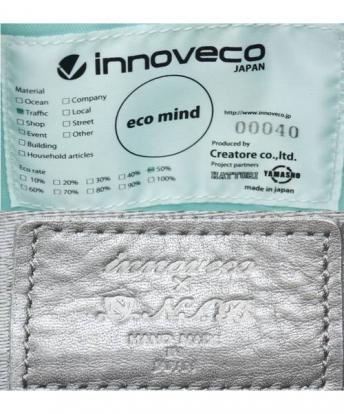 innoveco
JAPAN
Material
Ocean Company
Traffic Local
Shop Street
Event Other
Building
Household articles
Eco rate
10% 20% 30% 40% 50%
60% 70% 80% 90% 100%
eco mind
http://www.innoveco.jp
00040
Produced by
Creatore co.,ltd.
Project partners
HATTORI YAMASHO
made in japan
innoveco
×
HAND MADE
IN